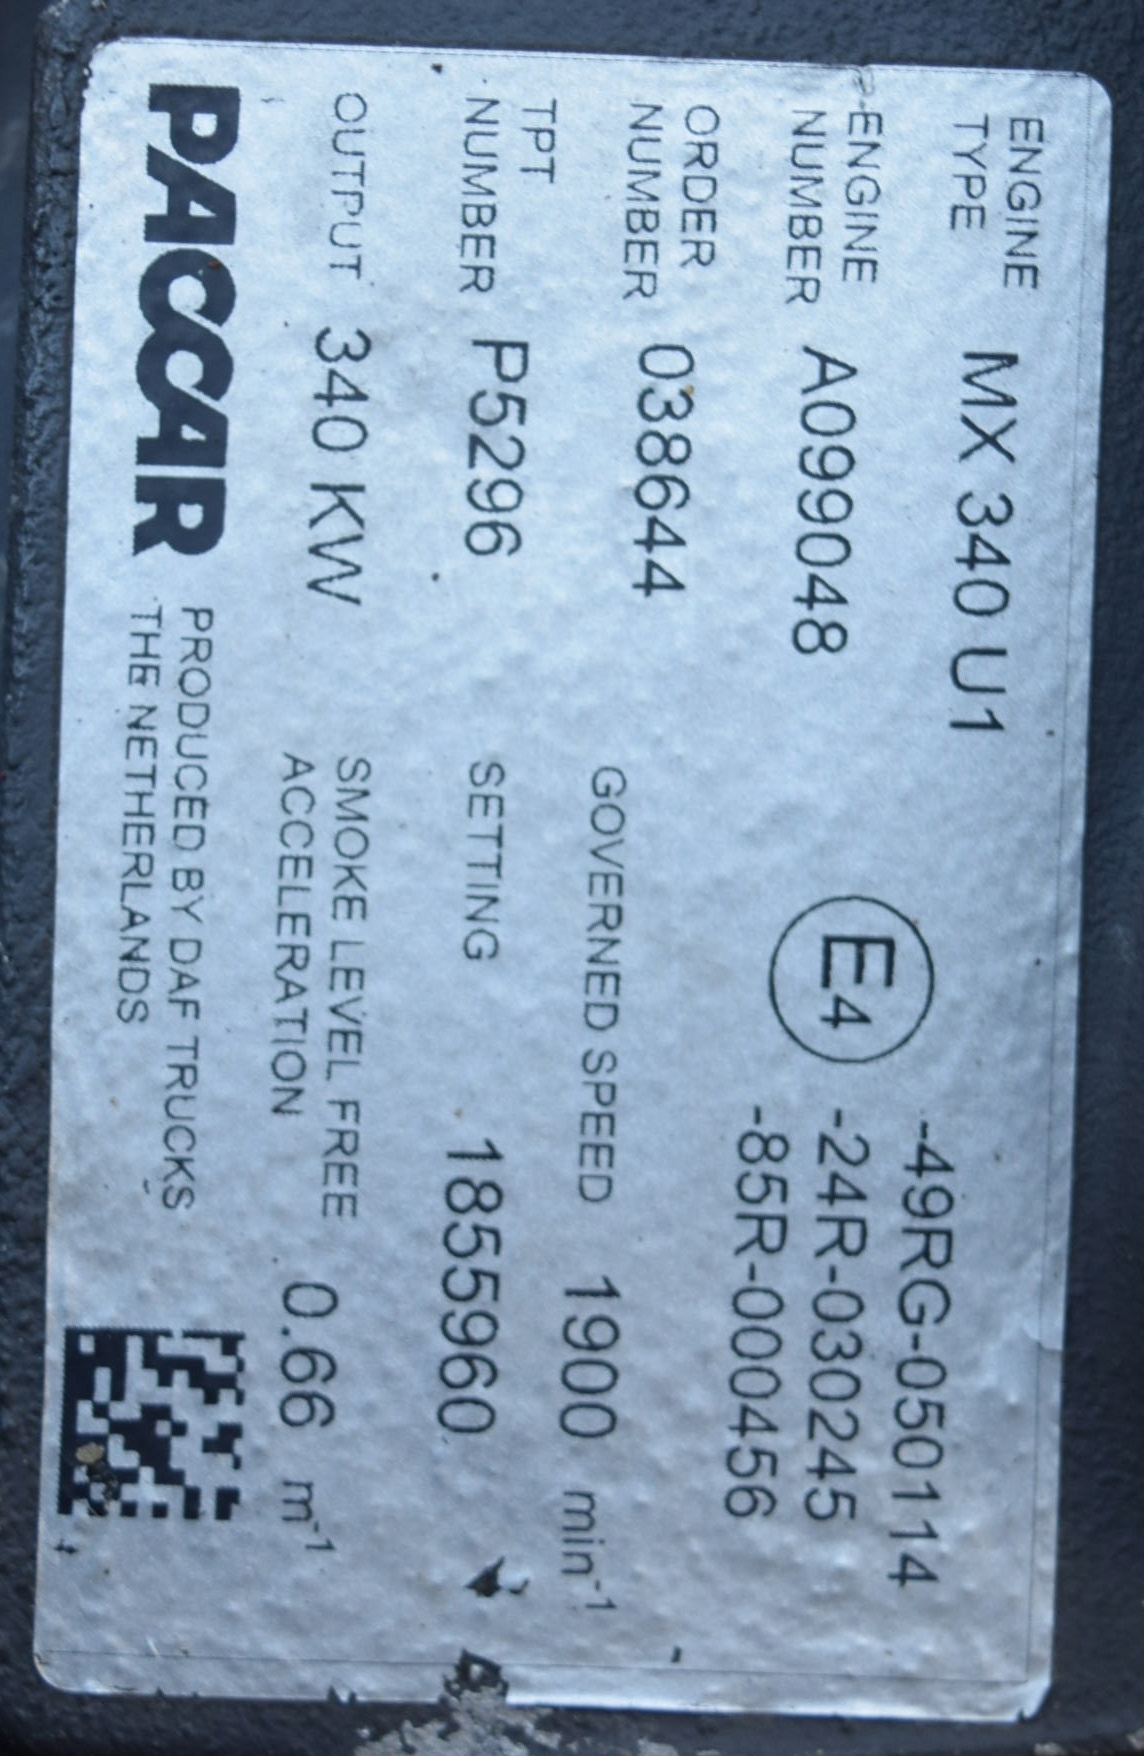 ENGINE
TYPE MX 340 U1
ENGINE
NUMBER A099048
E4
-49RG-050114
-24R-030245
-85R-000456
ORDER
NUMBER 038644
GOVERNED SPEED 1900 min⁻¹
TPT
NUMBER P5296
SETTING 1855960
OUTPUT 340 KW
SMOKE LEVEL FREE
ACCELERATION 0.66 m⁻¹
PACCAR
PRODUCED BY DAF TRUCKS
THE NETHERLANDS